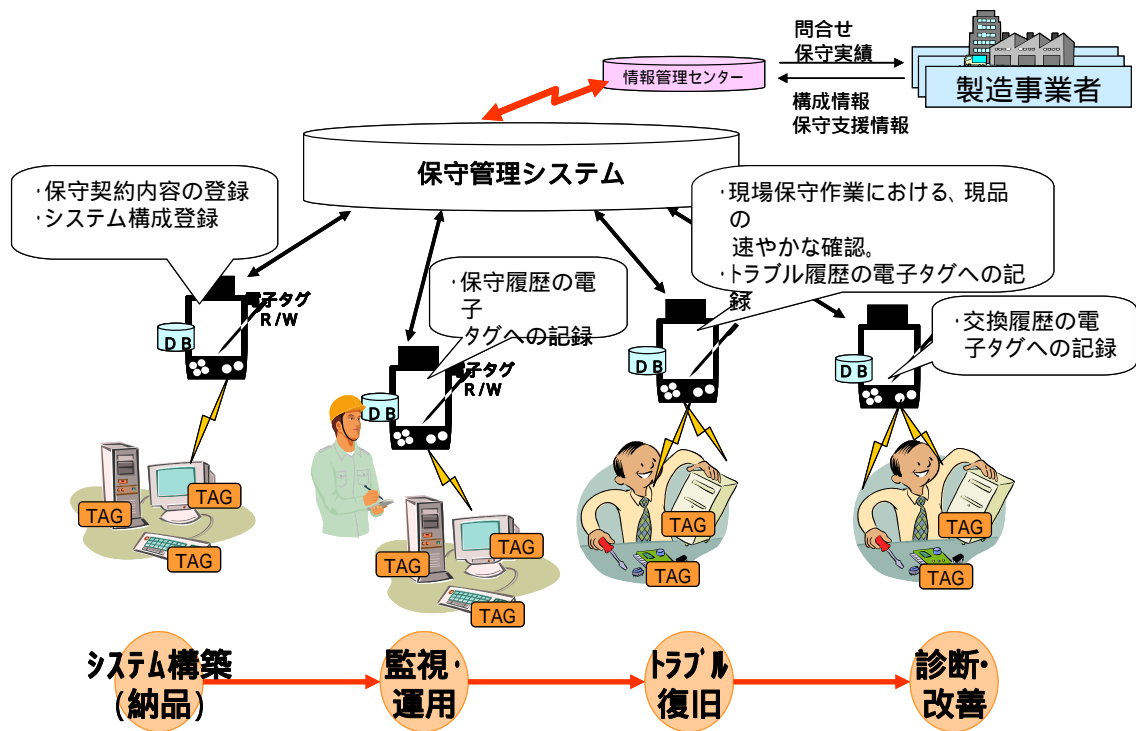 問合せ
保守実績
情報管理センター
製造事業者
構成情報
保守支援情報
保守管理システム
・保守契約内容の登録
・システム構成登録
・現場保守作業における、現品
の
速やかな確認。
・トラブル履歴の電子タグへの記
録
・保守履歴の電
子
タグへの記録
・交換履歴の電
子タグへの記録
電子タグ
R/W
DB
電子タグ
R/W
DB
DB
DB
TAG
TAG
TAG
TAG
TAG
TAG
TAG
TAG
TAG
TAG
システム構築
(納品)
監視・
運用
トラブル
復旧
診断・
改善